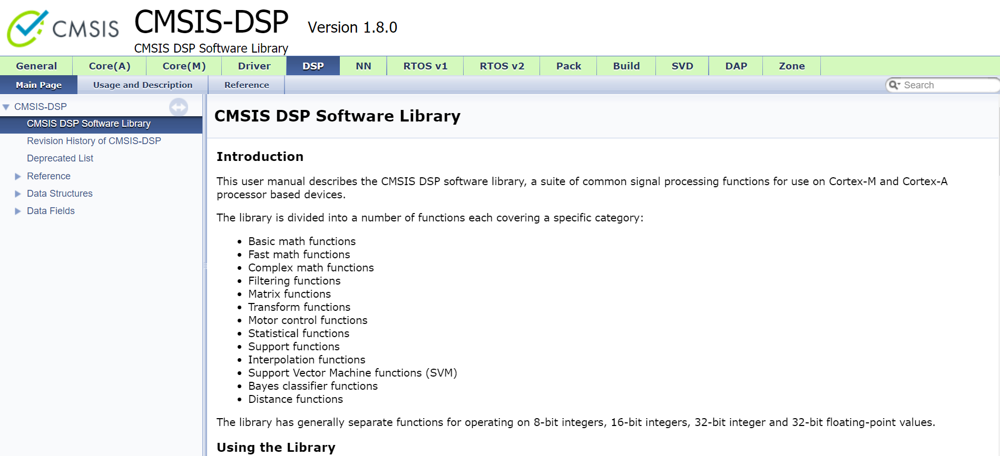 CMSIS
CMSIS-DSP Version 1.8.0
CMSIS DSP Software Library
General Core(A) Core(M) Driver DSP NN RTOS v1 RTOS v2 Pack Build SVD DAP Zone
Main Page Usage and Description Reference Search
CMSIS-DSP
CMSIS DSP Software Library
Revision History of CMSIS-DSP
Deprecated List
Reference
Data Structures
Data Fields
CMSIS DSP Software Library
Introduction
This user manual describes the CMSIS DSP software library, a suite of common signal processing functions for use on Cortex-M and Cortex-A
processor based devices.
The library is divided into a number of functions each covering a specific category:
Basic math functions
Fast math functions
Complex math functions
Filtering functions
Matrix functions
Transform functions
Motor control functions
Statistical functions
Support functions
Interpolation functions
Support Vector Machine functions (SVM)
Bayes classifier functions
Distance functions
The library has generally separate functions for operating on 8-bit integers, 16-bit integers, 32-bit integer and 32-bit floating-point values.
Using the Library